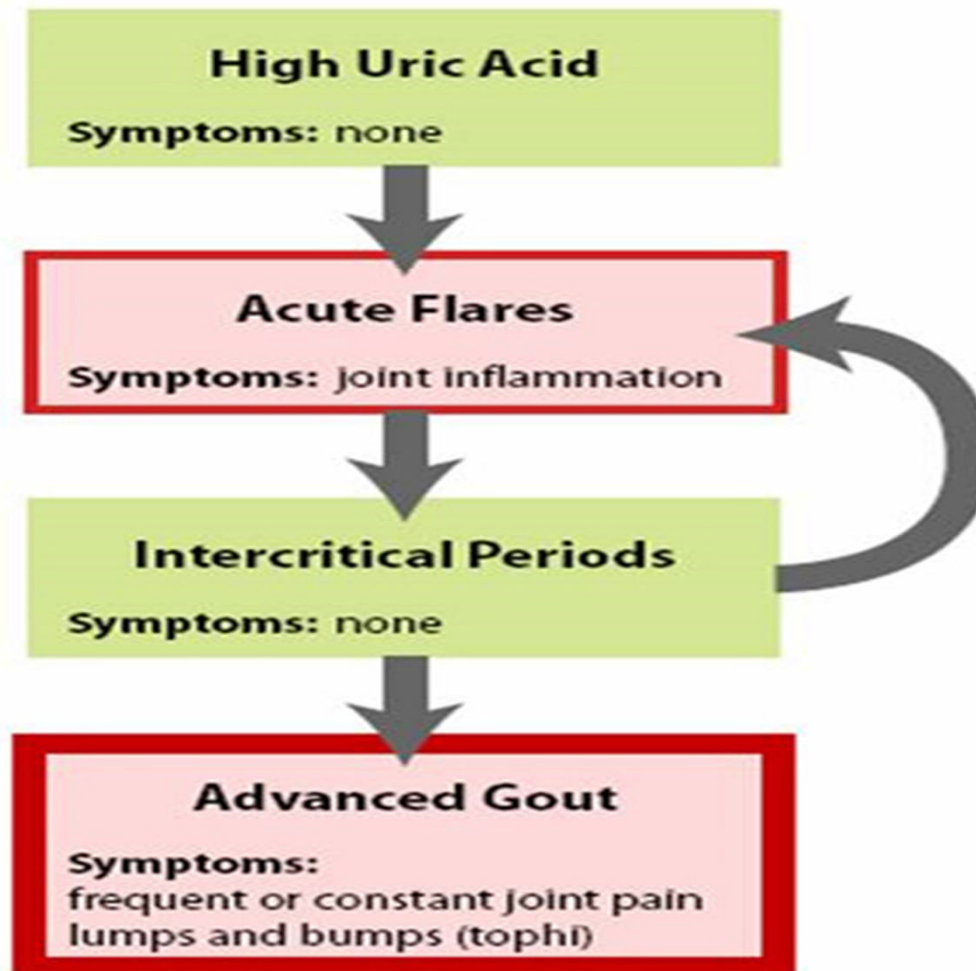 High Uric Acid
Symptoms: none
Acute Flares
Symptoms: joint inflammation
Intercritical Periods
Symptoms: none
Advanced Gout
Symptoms:
frequent or constant joint pain
lumps and bumps (tophi)